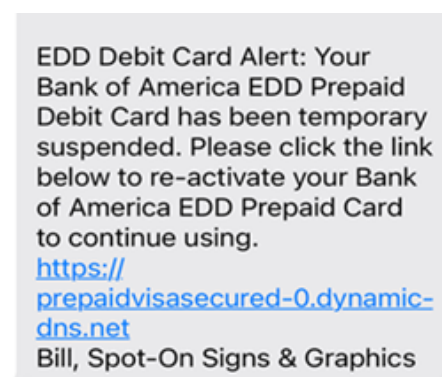 EDD Debit Card Alert: Your
Bank of America EDD Prepaid
Debit Card has been temporary
suspended. Please click the link
below to re-activate your Bank
of America EDD Prepaid Card
to continue using.
https://
prepaidvisasecured-0.dynamic-
dns.net
Bill, Spot-On Signs & Graphics